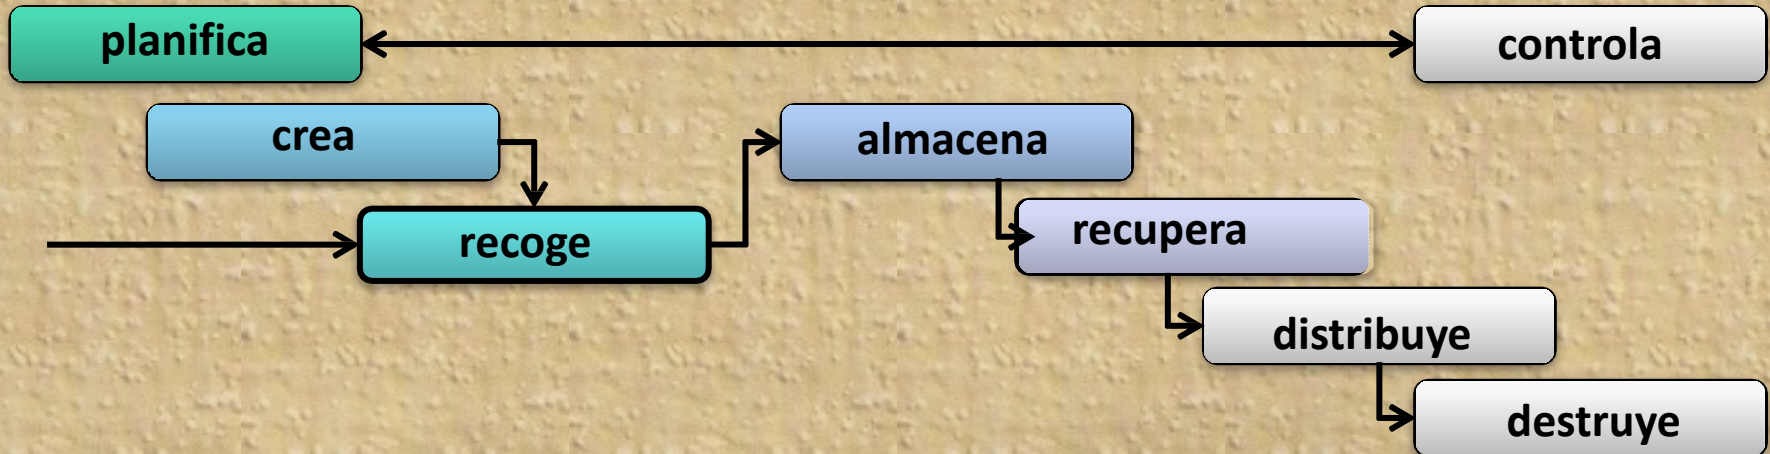 planifica
controla
crea
almacena
recoge
recupera
distribuye
destruye